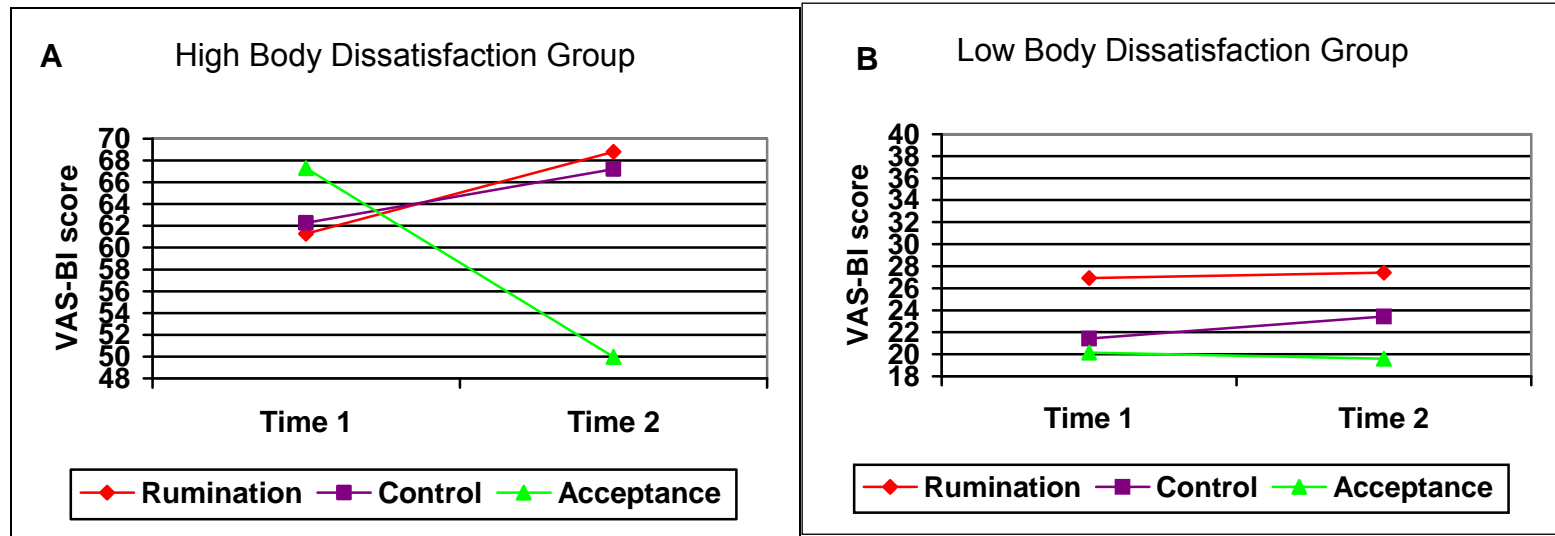 A
High Body Dissatisfaction Group
VAS-BI score
70
68
66
64
62
60
58
56
54
52
50
48
Time 1 Time 2
Rumination Control Acceptance
B
Low Body Dissatisfaction Group
VAS-BI score
40
38
36
34
32
30
28
26
24
22
20
18
Time 1 Time 2
Rumination Control Acceptance